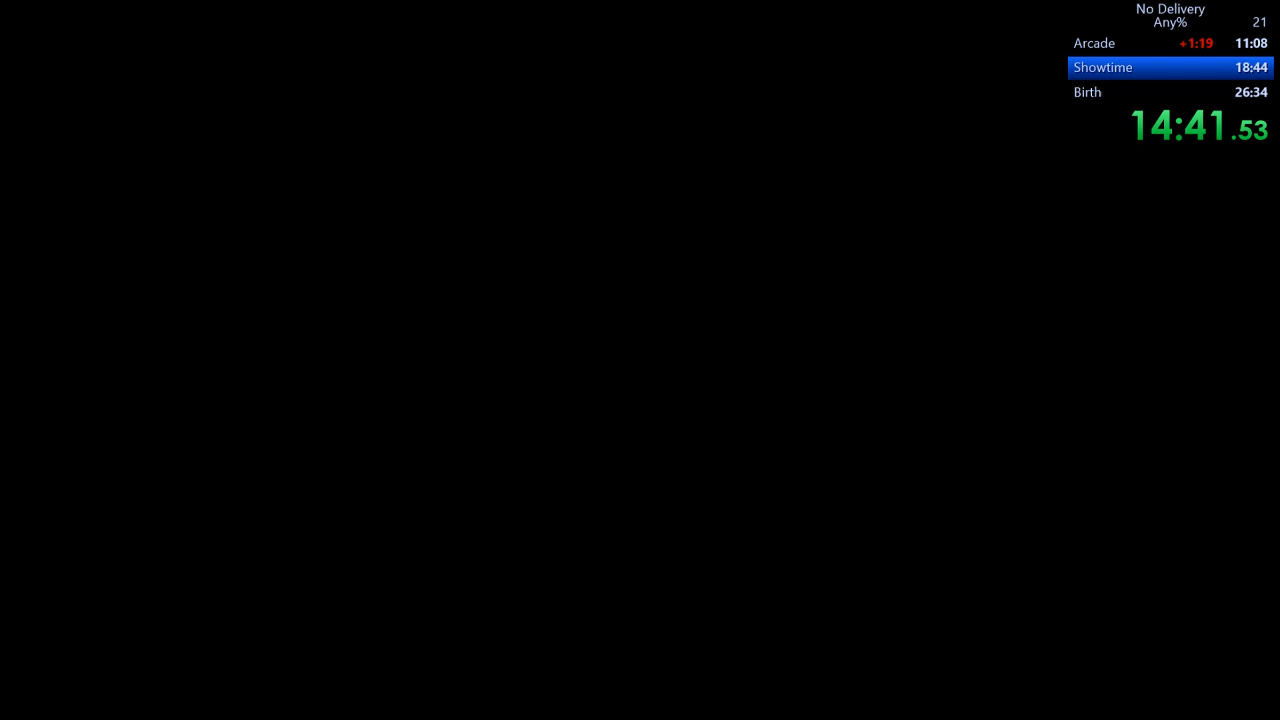 No Delivery
Any% 21
Arcade +1:19 11:08
Showtime 18:44
Birth 26:34
14:41.53